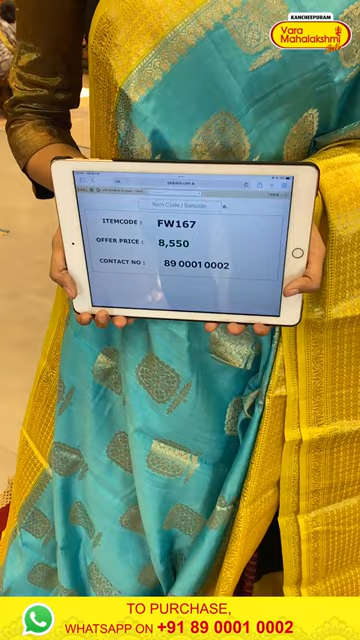 KANCHEEPURAM
Vara
Mahalakshmi
Item Code / Barcode
ITEMCODE : FW167
OFFER PRICE : 8,550
CONTACT NO : 89 0001 0002
TO PURCHASE,
WHATSAPP ON +91 89 0001 0002